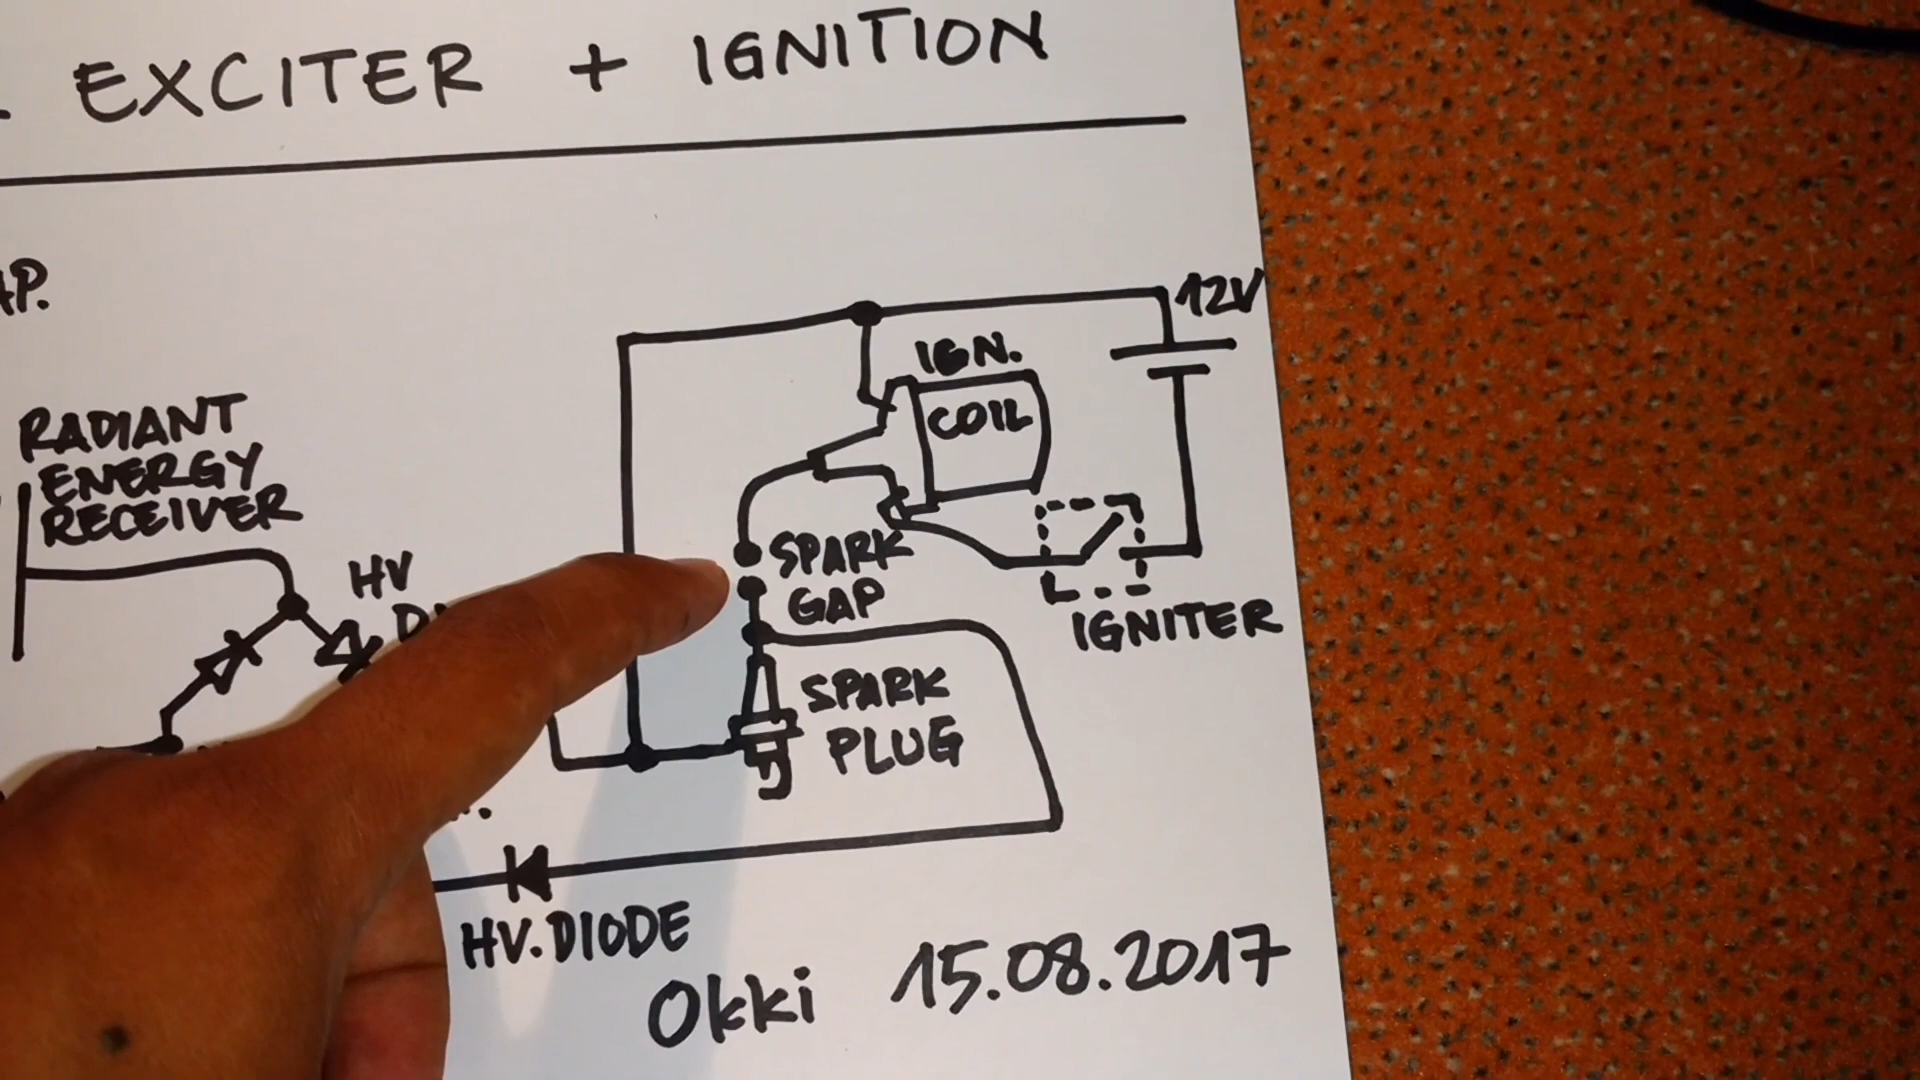 EXCITER + IGNITION
AP.
12V
IGN.
COIL
RADIANT
ENERGY
RECEIVER
SPARK
GAP
HV
IGNITER
SPARK
PLUG
HV.DIODE
Okki 15.08.2017